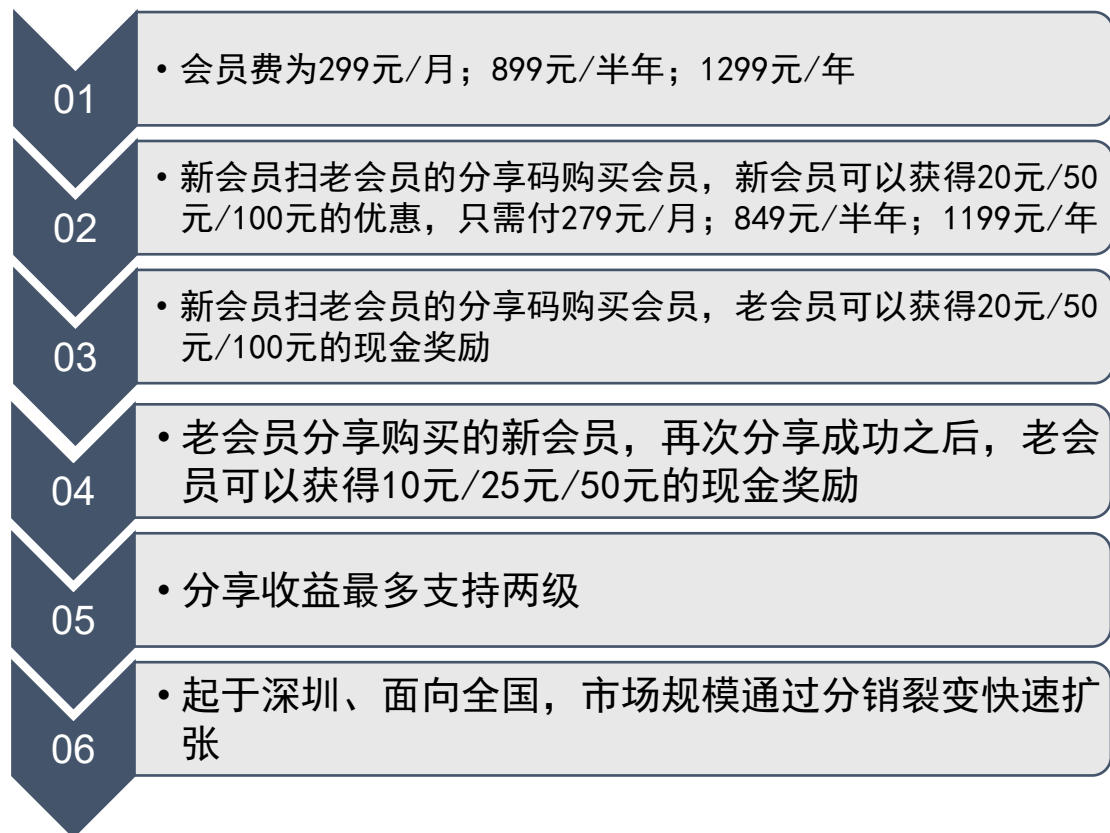 01
• 会员费为299元/月；899元/半年；1299元/年
02
• 新会员扫老会员的分享码购买会员，新会员可以获得20元/50
元/100元的优惠，只需付279元/月；849元/半年；1199元/年
03
• 新会员扫老会员的分享码购买会员，老会员可以获得20元/50
元/100元的现金奖励
04
• 老会员分享购买的新会员，再次分享成功之后，老会
员可以获得10元/25元/50元的现金奖励
05
• 分享收益最多支持两级
06
• 起于深圳、面向全国，市场规模通过分销裂变快速扩
张